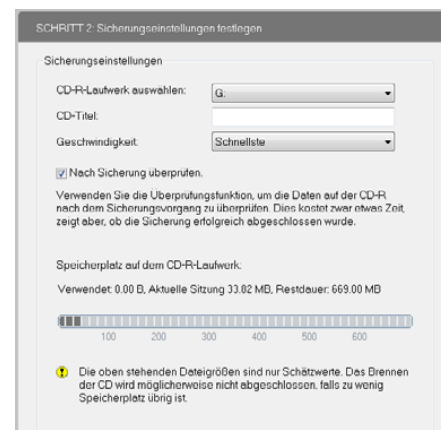 SCHRITT 2: Sicherungseinstellungen festlegen
Sicherungseinstellungen
CD-R-Laufwerk auswählen:
G:
CD-Titel:
Geschwindigkeit:
Schnellste
Nach Sicherung überprüfen.
Verwenden Sie die Überprüfungsfunktion, um die Daten auf der CD-R
nach dem Sicherungsvorgang zu überprüfen. Dies kostet zwar etwas Zeit,
zeigt aber, ob die Sicherung erfolgreich abgeschlossen wurde.
Speicherplatz auf dem CD-R-Laufwerk:
Verwendet: 0.00 B, Aktuelle Sitzung 33.82 MB, Restdauer: 669.00 MB
100 200 300 400 500 600
Die oben stehenden Dateigrößen sind nur Schätzwerte. Das Brennen
der CD wird möglicherweise nicht abgeschlossen, falls zu wenig
Speicherplatz übrig ist.